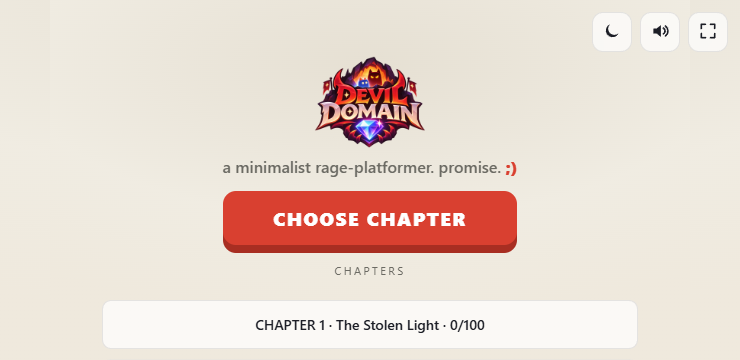 DEVIL
DOMAIN
a minimalist rage-platformer. promise. ;)
CHOOSE CHAPTER
CHAPTERS
CHAPTER 1 · The Stolen Light · 0/100